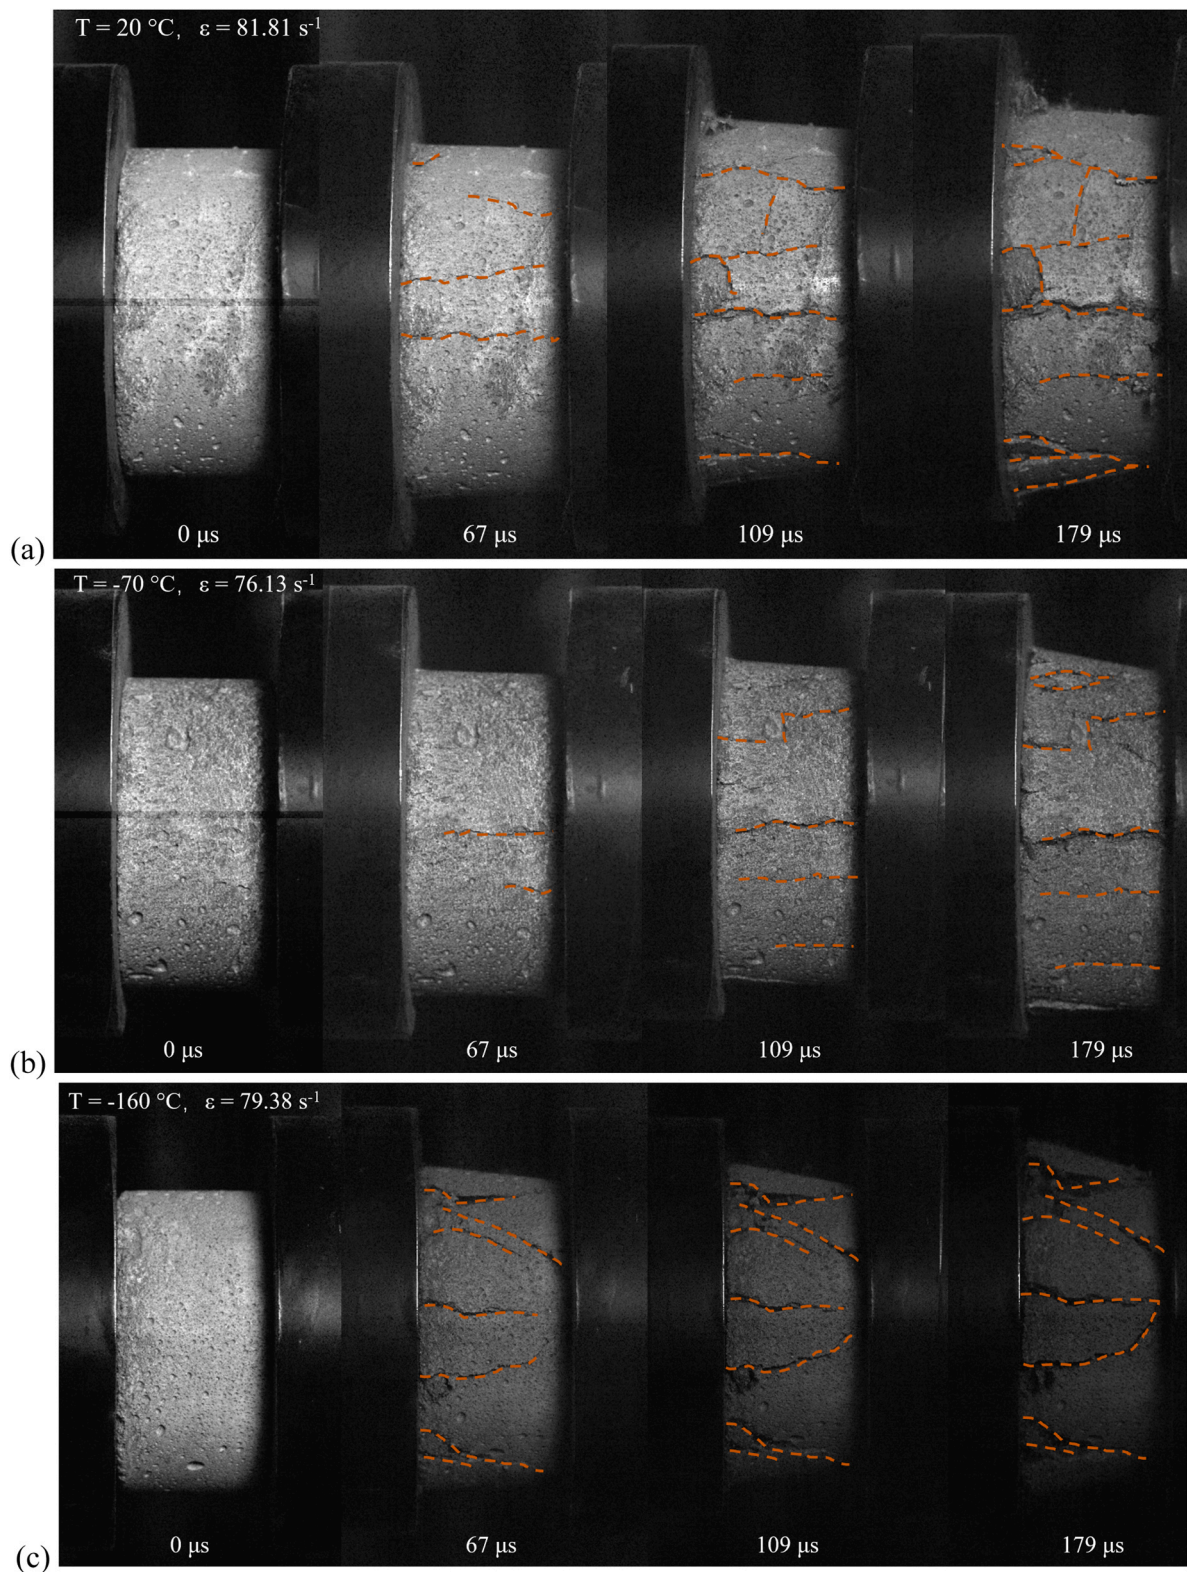 T = 20 °C, ε = 81.81 s⁻¹
0 μs 67 μs 109 μs 179 μs
(a)
T = -70 °C, ε = 76.13 s⁻¹
0 μs 67 μs 109 μs 179 μs
(b)
T = -160 °C, ε = 79.38 s⁻¹
0 μs 67 μs 109 μs 179 μs
(c)